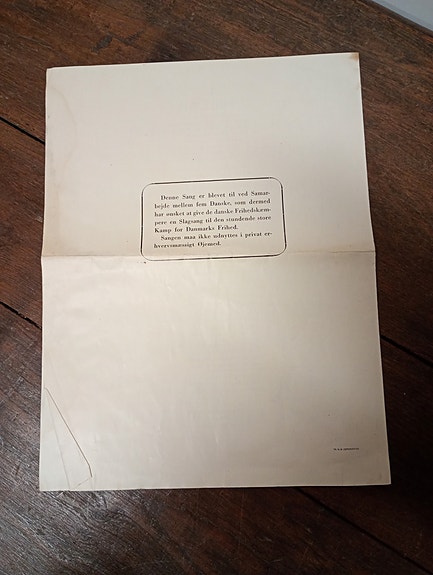 Denne Sang er blevet til ved Samar-
bejde mellem fem Danske, som dermed
har ønsket at give de danske Frihedskæm-
pere en Slagsang til den stundende store
Kamp for Danmarks Frihed.
Sangen maa ikke udnyttes i privat er-
hvervsmæssigt Øjemed.